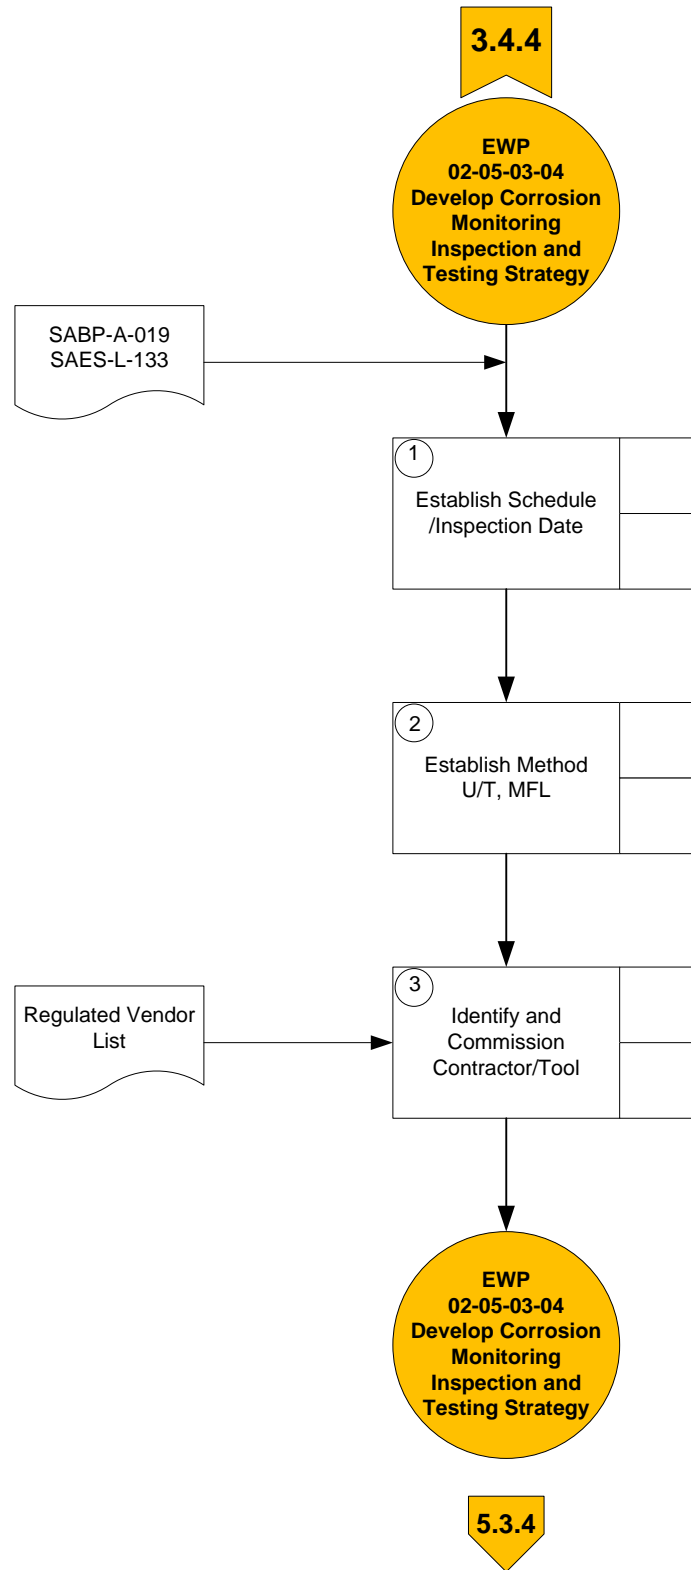 3.4.4
EWP
02-05-03-04
Develop Corrosion
Monitoring
Inspection and
Testing Strategy
SABP-A-019
SAES-L-133
1
Establish Schedule
/Inspection Date
2
Establish Method
U/T, MFL
Regulated Vendor
List
3
Identify and
Commission
Contractor/Tool
EWP
02-05-03-04
Develop Corrosion
Monitoring
Inspection and
Testing Strategy
5.3.4